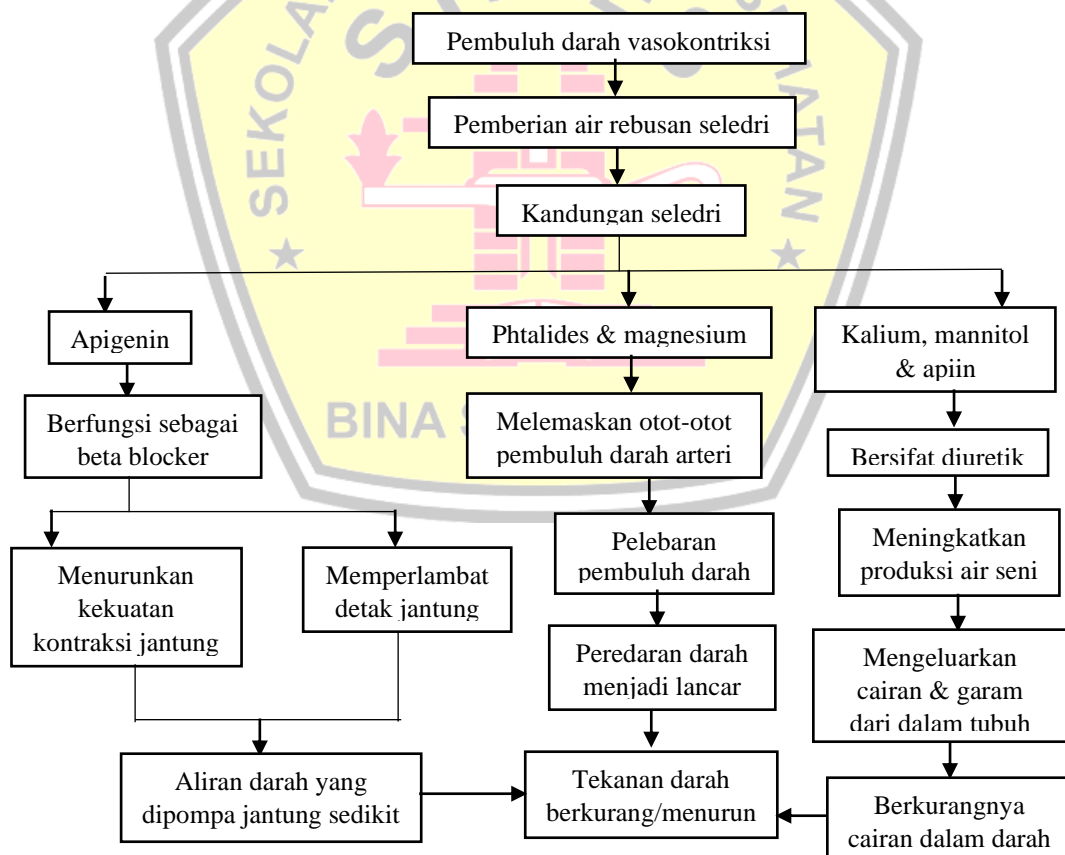 Pembuluh darah vasokontriksi
Pemberian air rebusan seledri
Kandungan seledri
Apigenin
Phtalides & magnesium
Kalium, mannitol
& apiin
Berfungsi sebagai
beta blocker
Melemaskan otot-otot
pembuluh darah arteri
Bersifat diuretik
Menurunkan
kekuatan
kontraksi jantung
Memperlambat
detak jantung
Pelebaran
pembuluh darah
Meningkatkan
produksi air seni
Peredaran darah
menjadi lancar
Mengeluarkan
cairan & garam
dari dalam tubuh
Aliran darah yang
dipompa jantung sedikit
Tekanan darah
berkurang/menurun
Berkurangnya
cairan dalam darah
BINA